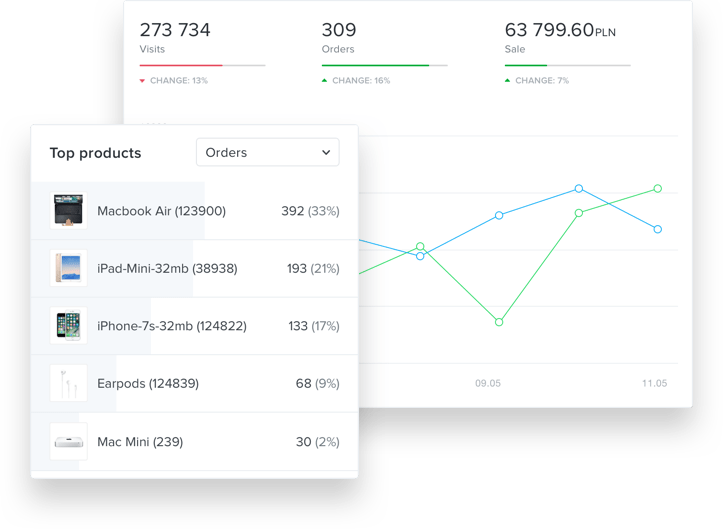 273 734
Visits
CHANGE: 13%
309
Orders
CHANGE: 16%
63 799.60PLN
Sale
CHANGE: 7%
Top products
Orders
Macbook Air (123900) 392 (33%)
iPad-Mini-32mb (38938) 193 (21%)
iPhone-7s-32mb (124822) 133 (17%)
Earpods (124839) 68 (9%)
Mac Mini (239) 30 (2%)
09.05
11.05